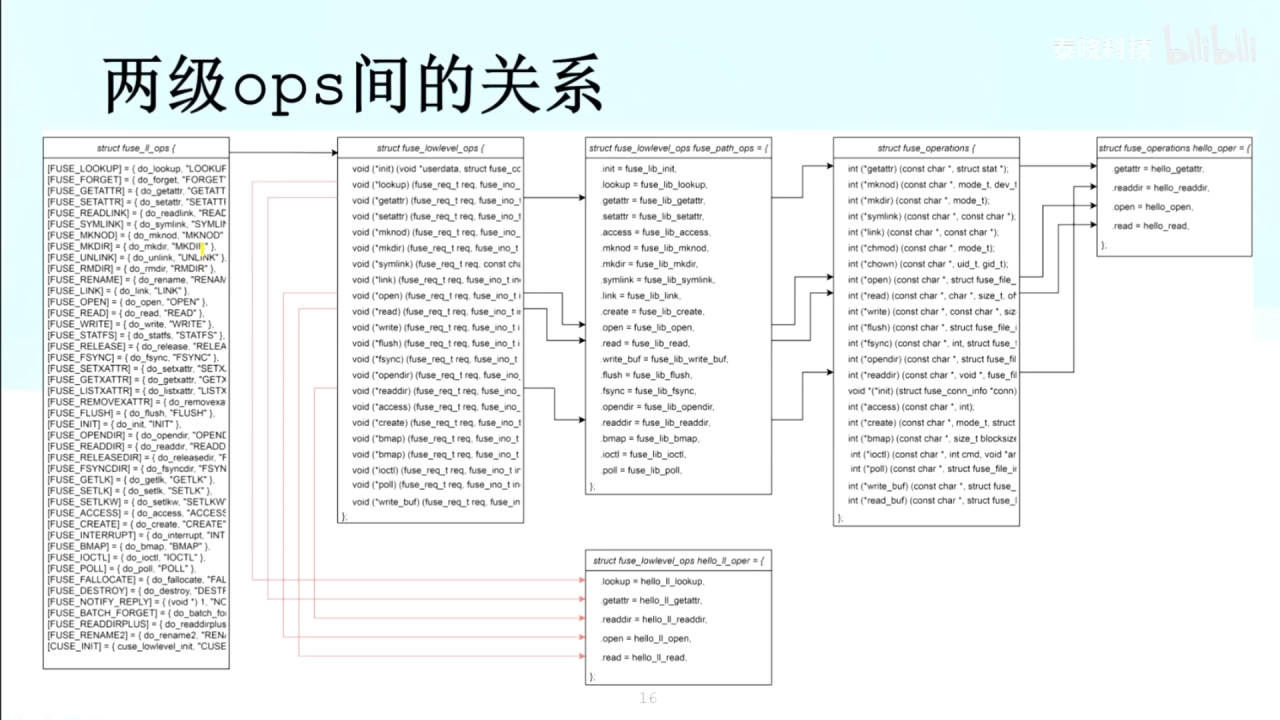 泰晓科技 bilibili
两级ops间的关系
struct fuse_ll_ops {
[FUSE_LOOKUP] = { do_lookup, "LOOKUF
[FUSE_FORGET] = { do_forget, "FORGET
[FUSE_GETATTR] = { do_getattr, "GETATT
[FUSE_SETATTR] = { do_setattr, "SETATTF
[FUSE_READLINK] = { do_readlink, "READ
[FUSE_SYMLINK] = { do_symlink, "SYMLIN
[FUSE_MKNOD] = { do_mknod, "MKNOD"
[FUSE_MKDIR] = { do_mkdir, "MKDIR" },
[FUSE_UNLINK] = { do_unlink, "UNLINK" },
[FUSE_RMDIR] = { do_rmdir, "RMDIR" },
[FUSE_RENAME] = { do_rename, "RENAM
[FUSE_LINK] = { do_link, "LINK" },
[FUSE_OPEN] = { do_open, "OPEN" },
[FUSE_READ] = { do_read, "READ" },
[FUSE_WRITE] = { do_write, "WRITE" },
[FUSE_STATFS] = { do_statfs, "STATFS" },
[FUSE_RELEASE] = { do_release, "RELEA
[FUSE_FSYNC] = { do_fsync, "FSYNC" },
[FUSE_SETXATTR] = { do_setxattr, "SETX
[FUSE_GETXATTR] = { do_getxattr, "GETX
[FUSE_LISTXATTR] = { do_listxattr, "LISTX
[FUSE_REMOVEXATTR] = { do_removexa
[FUSE_FLUSH] = { do_flush, "FLUSH" },
[FUSE_INIT] = { do_init, "INIT" },
[FUSE_OPENDIR] = { do_opendir, "OPEND
[FUSE_READDIR] = { do_readdir, "READD
[FUSE_RELEASEDIR] = { do_releasedir, "F
[FUSE_FSYNCDIR] = { do_fsyncdir, "FSYN
[FUSE_GETLK] = { do_getlk, "GETLK" },
[FUSE_SETLK] = { do_setlk, "SETLK" },
[FUSE_SETLKW] = { do_setlkw, "SETLKW"
[FUSE_ACCESS] = { do_access, "ACCESS
[FUSE_CREATE] = { do_create, "CREATE"
[FUSE_INTERRUPT] = { do_interrupt, "INT
[FUSE_BMAP] = { do_bmap, "BMAP" },
[FUSE_IOCTL] = { do_ioctl, "IOCTL" },
[FUSE_POLL] = { do_poll, "POLL" },
[FUSE_FALLOCATE] = { do_fallocate, "FAL
[FUSE_DESTROY] = { do_destroy, "DESTF
[FUSE_NOTIFY_REPLY] = { (void *) 1, "NC
[FUSE_BATCH_FORGET] = { do_batch_fo
[FUSE_READDIRPLUS] = { do_readdirplus
[FUSE_RENAME2] = { do_rename2, "REN
[CUSE_INIT] = { cuse_lowlevel_init, "CUSE
struct fuse_lowlevel_ops {
void (*init) (void *userdata, struct fuse_cc
void (*lookup) (fuse_req_t req, fuse_ino_
void (*getattr) (fuse_req_t req, fuse_ino_t
void (*setattr) (fuse_req_t req, fuse_ino_t
void (*mknod) (fuse_req_t req, fuse_ino_t
void (*mkdir) (fuse_req_t req, fuse_ino_t
void (*symlink) (fuse_req_t req, const cha
void (*link) (fuse_req_t req, fuse_ino_t in
void (*open) (fuse_req_t req, fuse_ino_t i
void (*read) (fuse_req_t req, fuse_ino_t ir
void (*write) (fuse_req_t req, fuse_ino_t i
void (*flush) (fuse_req_t req, fuse_ino_t i
void (*fsync) (fuse_req_t req, fuse_ino_t
void (*opendir) (fuse_req_t req, fuse_ino_
void (*readdir) (fuse_req_t req, fuse_ino_
void (*access) (fuse_req_t req, fuse_ino_
void (*create) (fuse_req_t req, fuse_ino_t
void (*bmap) (fuse_req_t req, fuse_ino_t
void (*bmap) (fuse_req_t req, fuse_ino_t
void (*ioctl) (fuse_req_t req, fuse_ino_t ir
void (*poll) (fuse_req_t req, fuse_ino_t in
void (*write_buf) (fuse_req_t req, fuse_in
};
struct fuse_lowlevel_ops fuse_path_ops = {
.init = fuse_lib_init,
.lookup = fuse_lib_lookup,
.getattr = fuse_lib_getattr,
.setattr = fuse_lib_setattr,
.access = fuse_lib_access,
.mknod = fuse_lib_mknod,
.mkdir = fuse_lib_mkdir,
.symlink = fuse_lib_symlink,
.link = fuse_lib_link,
.create = fuse_lib_create,
.open = fuse_lib_open,
.read = fuse_lib_read,
.write_buf = fuse_lib_write_buf,
.flush = fuse_lib_flush,
.fsync = fuse_lib_fsync,
.opendir = fuse_lib_opendir,
.readdir = fuse_lib_readdir,
.bmap = fuse_lib_bmap,
.ioctl = fuse_lib_ioctl,
.poll = fuse_lib_poll,
};
struct fuse_operations {
int (*getattr) (const char *, struct stat *);
int (*mknod) (const char *, mode_t, dev_t
int (*mkdir) (const char *, mode_t);
int (*symlink) (const char *, const char *);
int (*link) (const char *, const char *);
int (*chmod) (const char *, mode_t);
int (*chown) (const char *, uid_t, gid_t);
int (*open) (const char *, struct fuse_file_
int (*read) (const char *, char *, size_t, of
int (*write) (const char *, const char *, siz
int (*flush) (const char *, struct fuse_file_i
int (*fsync) (const char *, int, struct fuse_
int (*opendir) (const char *, struct fuse_fil
int (*readdir) (const char *, void *, fuse_fil
void *(*init) (struct fuse_conn_info *conn)
int (*access) (const char *, int);
int (*create) (const char *, mode_t, struct
int (*bmap) (const char *, size_t blocksize
int (*ioctl) (const char *, int cmd, void *ar
int (*poll) (const char *, struct fuse_file_i
int (*write_buf) (const char *, struct fuse_
int (*read_buf) (const char *, struct fuse_l
};
struct fuse_operations hello_oper = {
.getattr = hello_getattr,
.readdir = hello_readdir,
.open = hello_open,
.read = hello_read,
};
struct fuse_lowlevel_ops hello_ll_oper = {
.lookup = hello_ll_lookup,
.getattr = hello_ll_getattr,
.readdir = hello_ll_readdir,
.open = hello_ll_open,
.read = hello_ll_read,
};
16